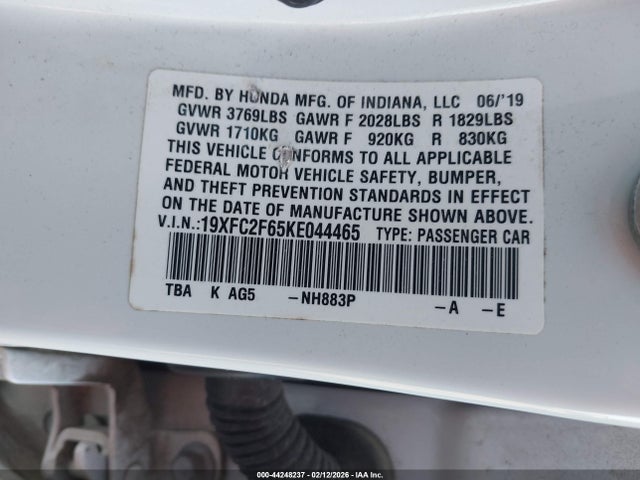 MFD. BY HONDA MFG. OF INDIANA, LLC 06/'19
GVWR 3769LBS GAWR F 2028LBS R 1829LBS
GVWR 1710KG GAWR F 920KG R 830KG
THIS VEHICLE CONFORMS TO ALL APPLICABLE
FEDERAL MOTOR VEHICLE SAFETY, BUMPER,
AND THEFT PREVENTION STANDARDS IN EFFECT
ON THE DATE OF MANUFACTURE SHOWN ABOVE.
V.I.N.:19XFC2F65KE044465 TYPE: PASSENGER CAR
TBA K AG5 -NH883P -A -E
000-44248237 - 02/12/2026 - IAA Inc.